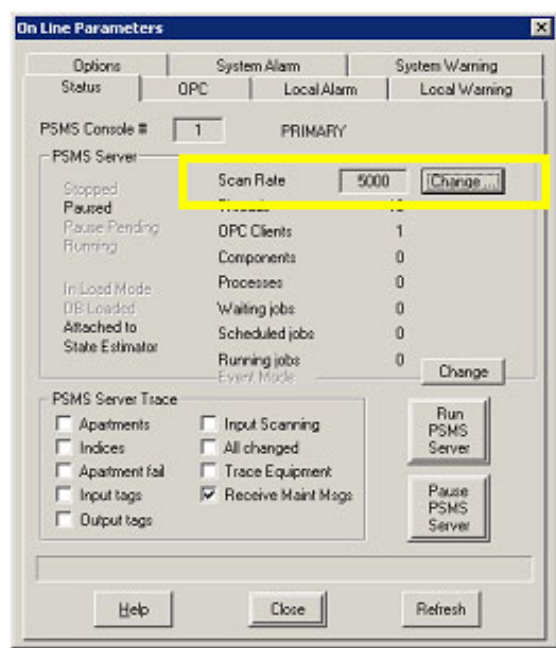 On Line Parameters
Options System Alarm System Warning
Status OPC Local Alarm Local Warning
PSMS Console # 1 PRIMARY
PSMS Server
Scan Rate 5000 Change ...
Stopped
Paused
Pause Pending
Running
In Load Mode
DB Loaded
Attached to
State Estimator
OPC Clients 1
Components 0
Processes 0
Waiting jobs 0
Scheduled jobs 0
Running jobs 0
Event Mode
Change
PSMS Server Trace
Apartments
Indices
Apartment fail
Input tags
Output tags
Input Scanning
All changed
Trace Equipment
Receive Maint Msgs
Run
PSMS
Server
Pause
PSMS
Server
Help Close Refresh